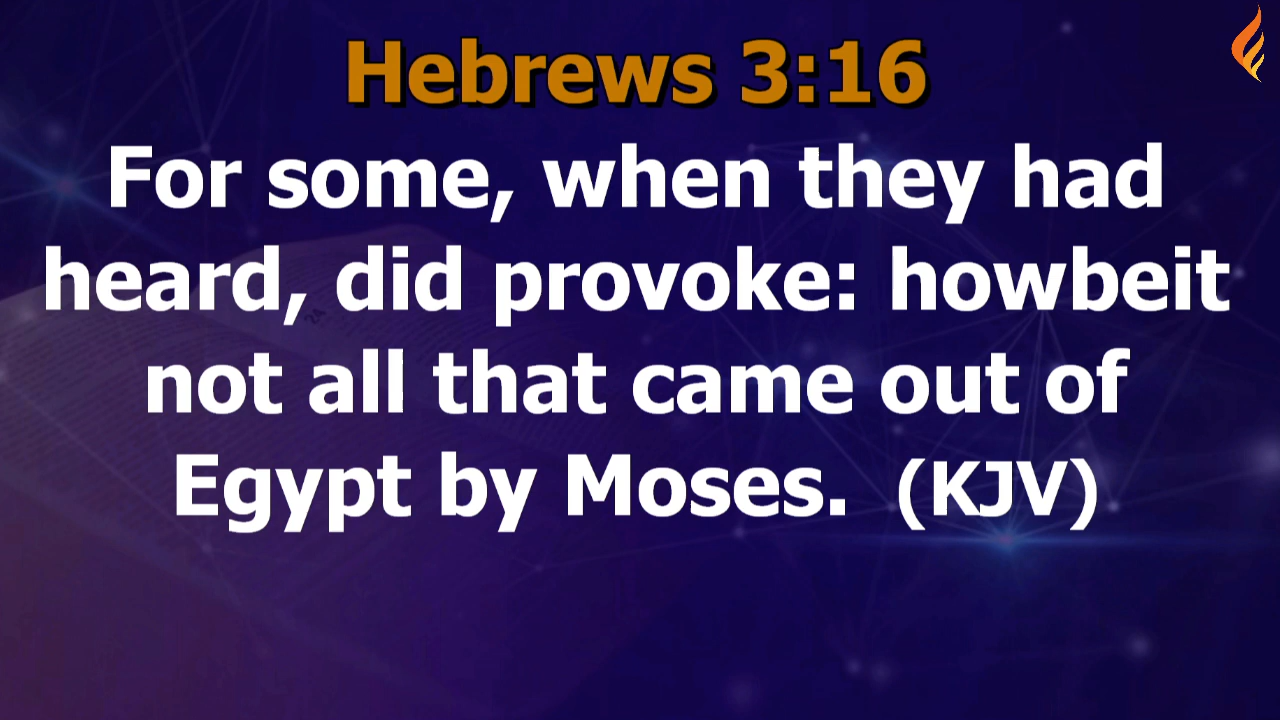 Hebrews 3:16
For some, when they had
heard, did provoke: howbeit
not all that came out of
Egypt by Moses. (KJV)